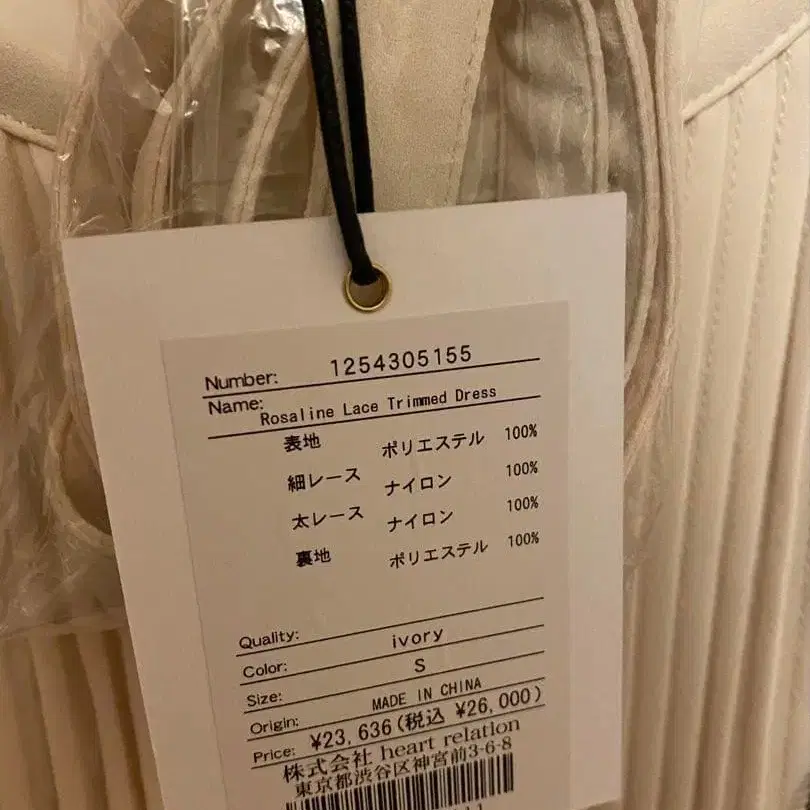 Number: 1254305155
Name: Rosaline Lace Trimmed Dress
表地 ポリエステル 100%
細レース ナイロン 100%
太レース ナイロン 100%
裏地 ポリエステル 100%
Quality:
Color: ivory
Size: S
Origin: MADE IN CHINA
Price: ¥23,636(税込 ¥26,000)
株式会社 heart relation
東京都渋谷区神宮前3-6-8